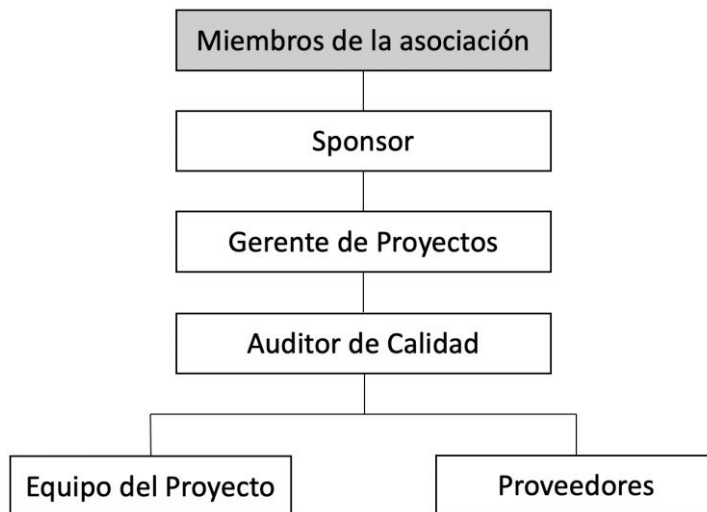 Miembros de la asociación
Sponsor
Gerente de Proyectos
Auditor de Calidad
Equipo del Proyecto
Proveedores